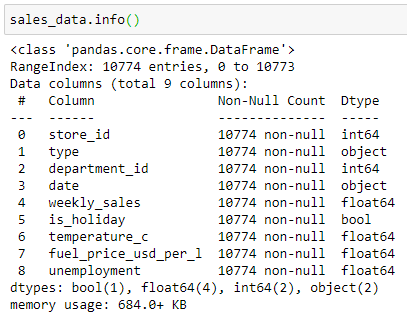 sales_data.info()
<class 'pandas.core.frame.DataFrame'>
RangeIndex: 10774 entries, 0 to 10773
Data columns (total 9 columns):
 #   Column                Non-Null Count  Dtype
---  ------                --------------  -----
 0   store_id              10774 non-null  int64
 1   type                  10774 non-null  object
 2   department_id         10774 non-null  int64
 3   date                  10774 non-null  object
 4   weekly_sales          10774 non-null  float64
 5   is_holiday            10774 non-null  bool
 6   temperature_c         10774 non-null  float64
 7   fuel_price_usd_per_l  10774 non-null  float64
 8   unemployment          10774 non-null  float64
dtypes: bool(1), float64(4), int64(2), object(2)
memory usage: 684.0+ KB